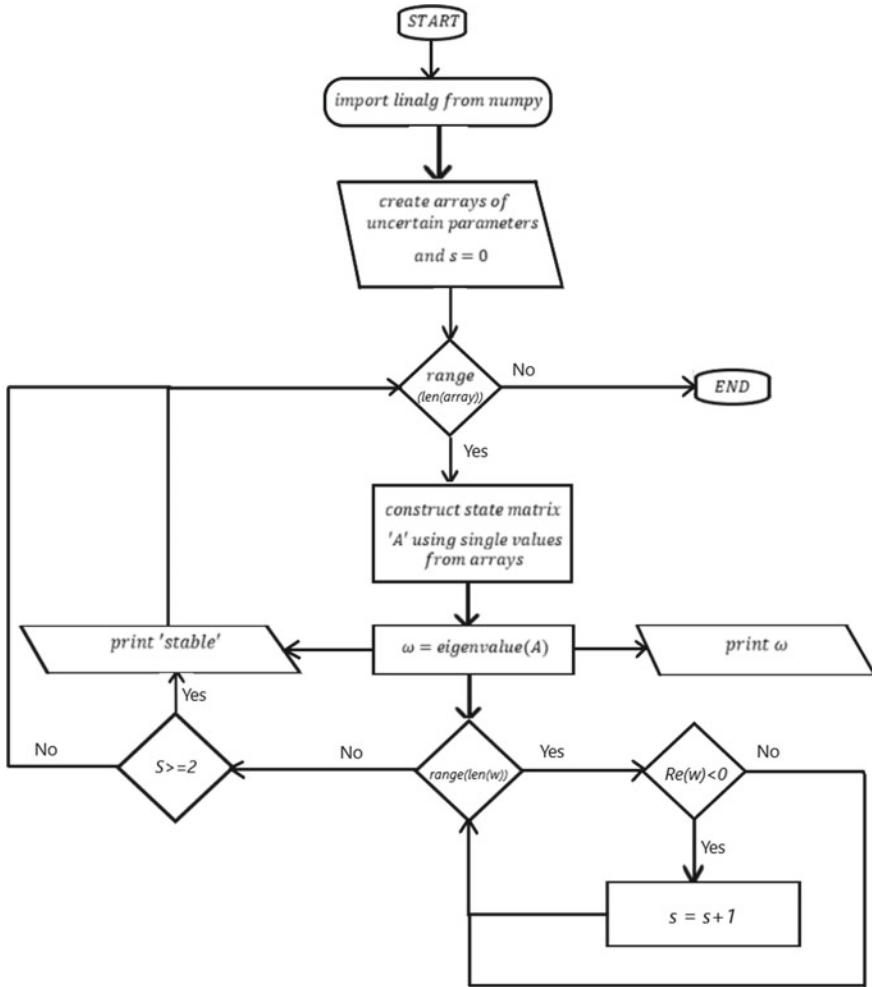 START
import linalg from numpy
create arrays of
uncertain parameters
and s = 0
range
(len(array))
No
END
Yes
construct state matrix
'A' using single values
from arrays
print 'stable'
ω = eigenvalue(A)
print ω
Yes
No
S>=2
No
range(len(w))
Yes
Re(w)<0
No
Yes
s = s+1